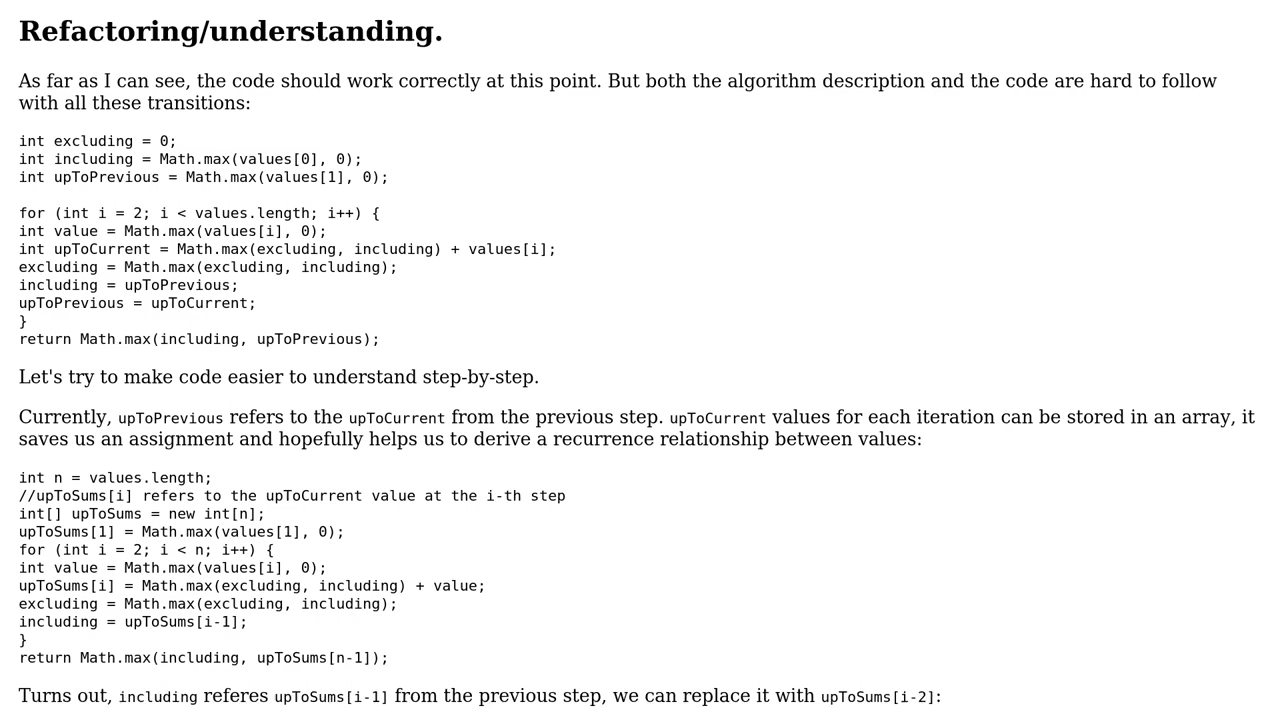 Refactoring/understanding.
As far as I can see, the code should work correctly at this point. But both the algorithm description and the code are hard to follow
with all these transitions:
int excluding = 0;
int including = Math.max(values[0], 0);
int upToPrevious = Math.max(values[1], 0);
for (int i = 2; i < values.length; i++) {
int value = Math.max(values[i], 0);
int upToCurrent = Math.max(excluding, including) + values[i];
excluding = Math.max(excluding, including);
including = upToPrevious;
upToPrevious = upToCurrent;
}
return Math.max(including, upToPrevious);
Let's try to make code easier to understand step-by-step.
Currently, upToPrevious refers to the upToCurrent from the previous step. upToCurrent values for each iteration can be stored in an array, it
saves us an assignment and hopefully helps us to derive a recurrence relationship between values:
int n = values.length;
//upToSums[i] refers to the upToCurrent value at the i-th step
int[] upToSums = new int[n];
upToSums[1] = Math.max(values[1], 0);
for (int i = 2; i < n; i++) {
int value = Math.max(values[i], 0);
upToSums[i] = Math.max(excluding, including) + value;
excluding = Math.max(excluding, including);
including = upToSums[i-1];
}
return Math.max(including, upToSums[n-1]);
Turns out, including referes upToSums[i-1] from the previous step, we can replace it with upToSums[i-2]: